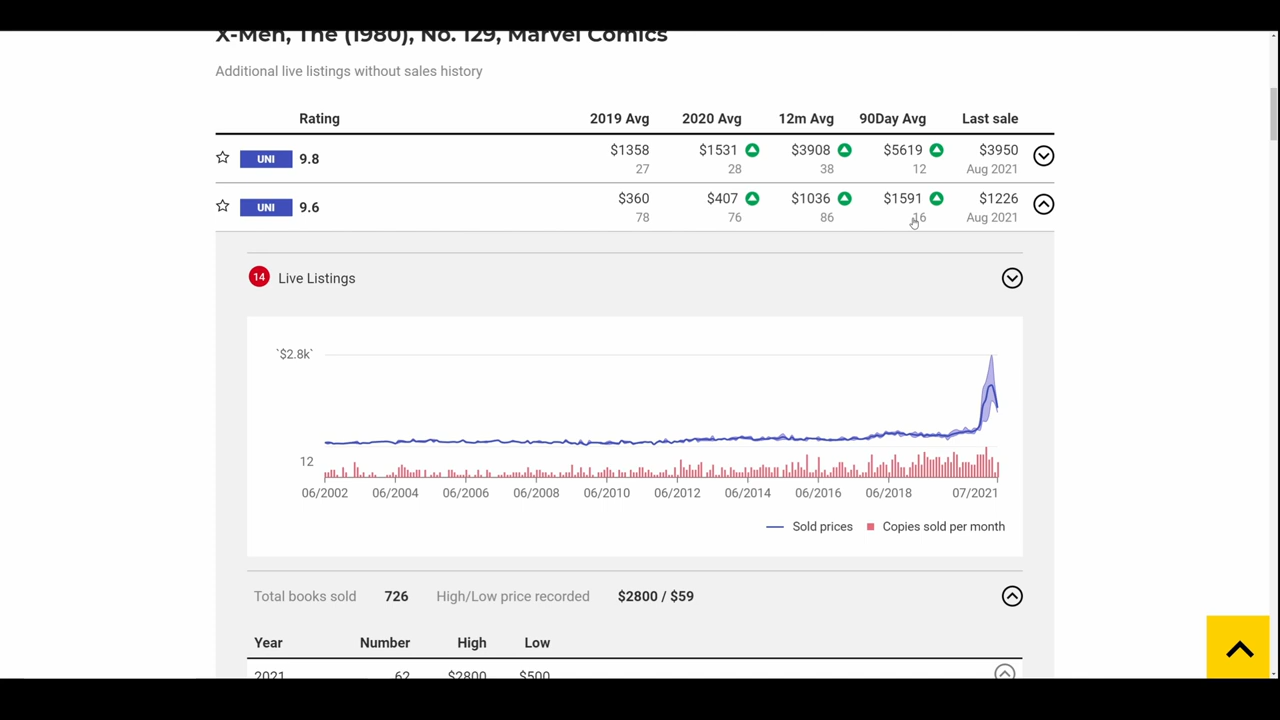 X-Men, The (1980), No. 129, Marvel Comics
Additional live listings without sales history
Rating 2019 Avg 2020 Avg 12m Avg 90Day Avg Last sale
UNI 9.8 $1358 $1531 $3908 $5619 $3950
27 28 38 12 Aug 2021
UNI 9.6 $360 $407 $1036 $1591 $1226
78 76 86 16 Aug 2021
14 Live Listings
`$2.8k`
12
06/2002 06/2004 06/2006 06/2008 06/2010 06/2012 06/2014 06/2016 06/2018 07/2021
Sold prices Copies sold per month
Total books sold 726 High/Low price recorded $2800 / $59
Year Number High Low
2021 62 $2800 $500